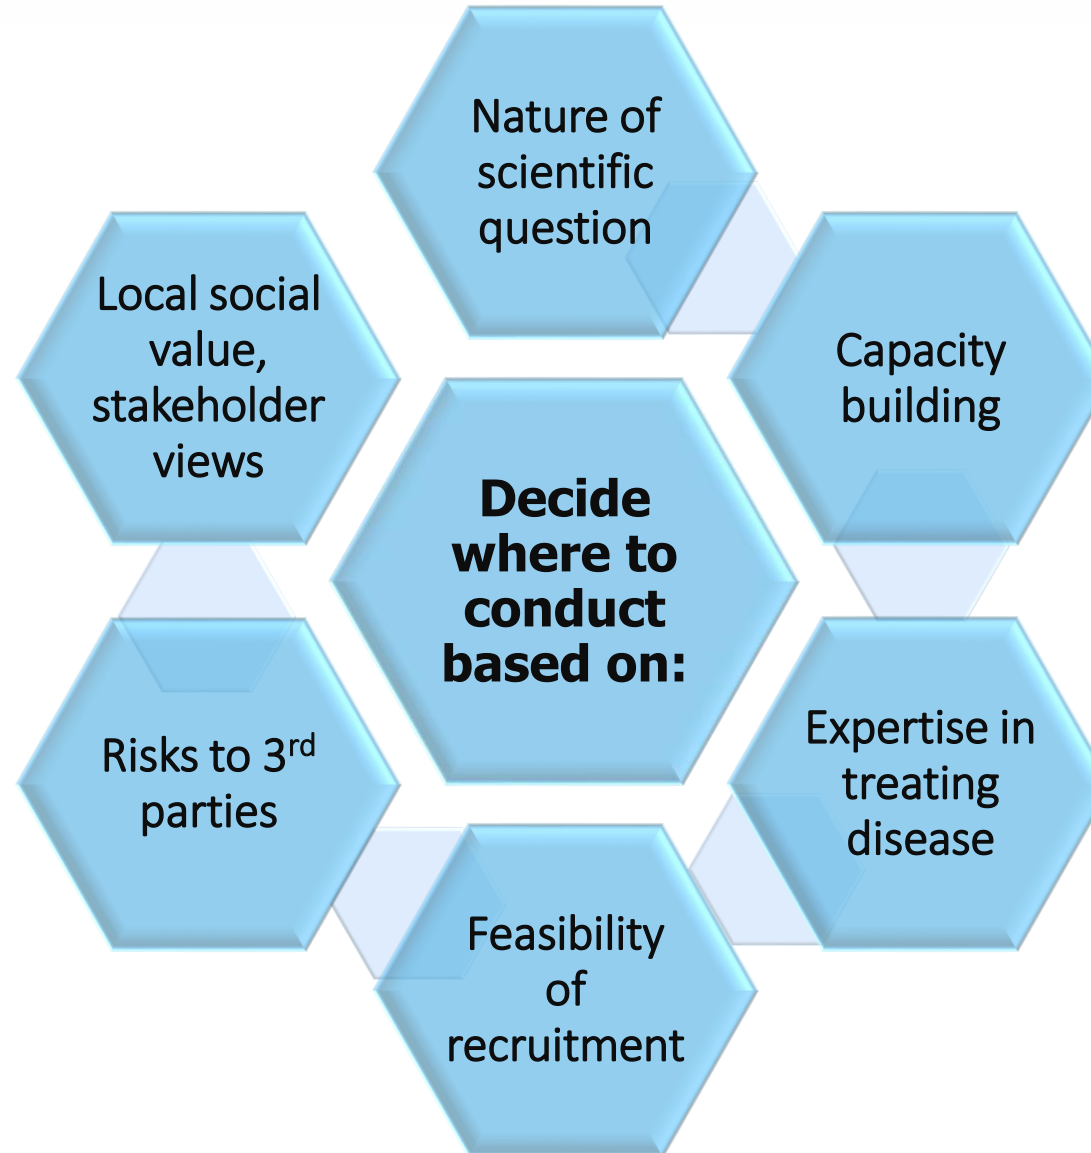 Nature of
scientific
question
Local social
value,
stakeholder
views
Capacity
building
Decide
where to
conduct
based on:
Risks to 3rd
parties
Expertise in
treating
disease
Feasibility
of
recruitment